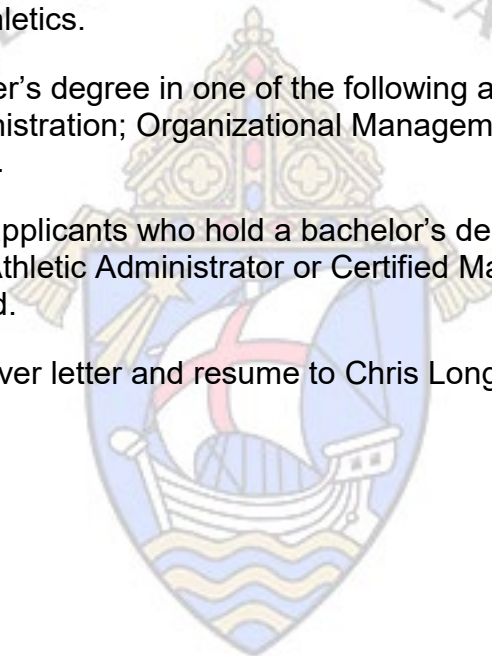 hletics.
er's degree in one of the following a
nistration; Organizational Managem
.
pplicants who hold a bachelor's de
Athletic Administrator or Certified Ma
d.
ver letter and resume to Chris Long